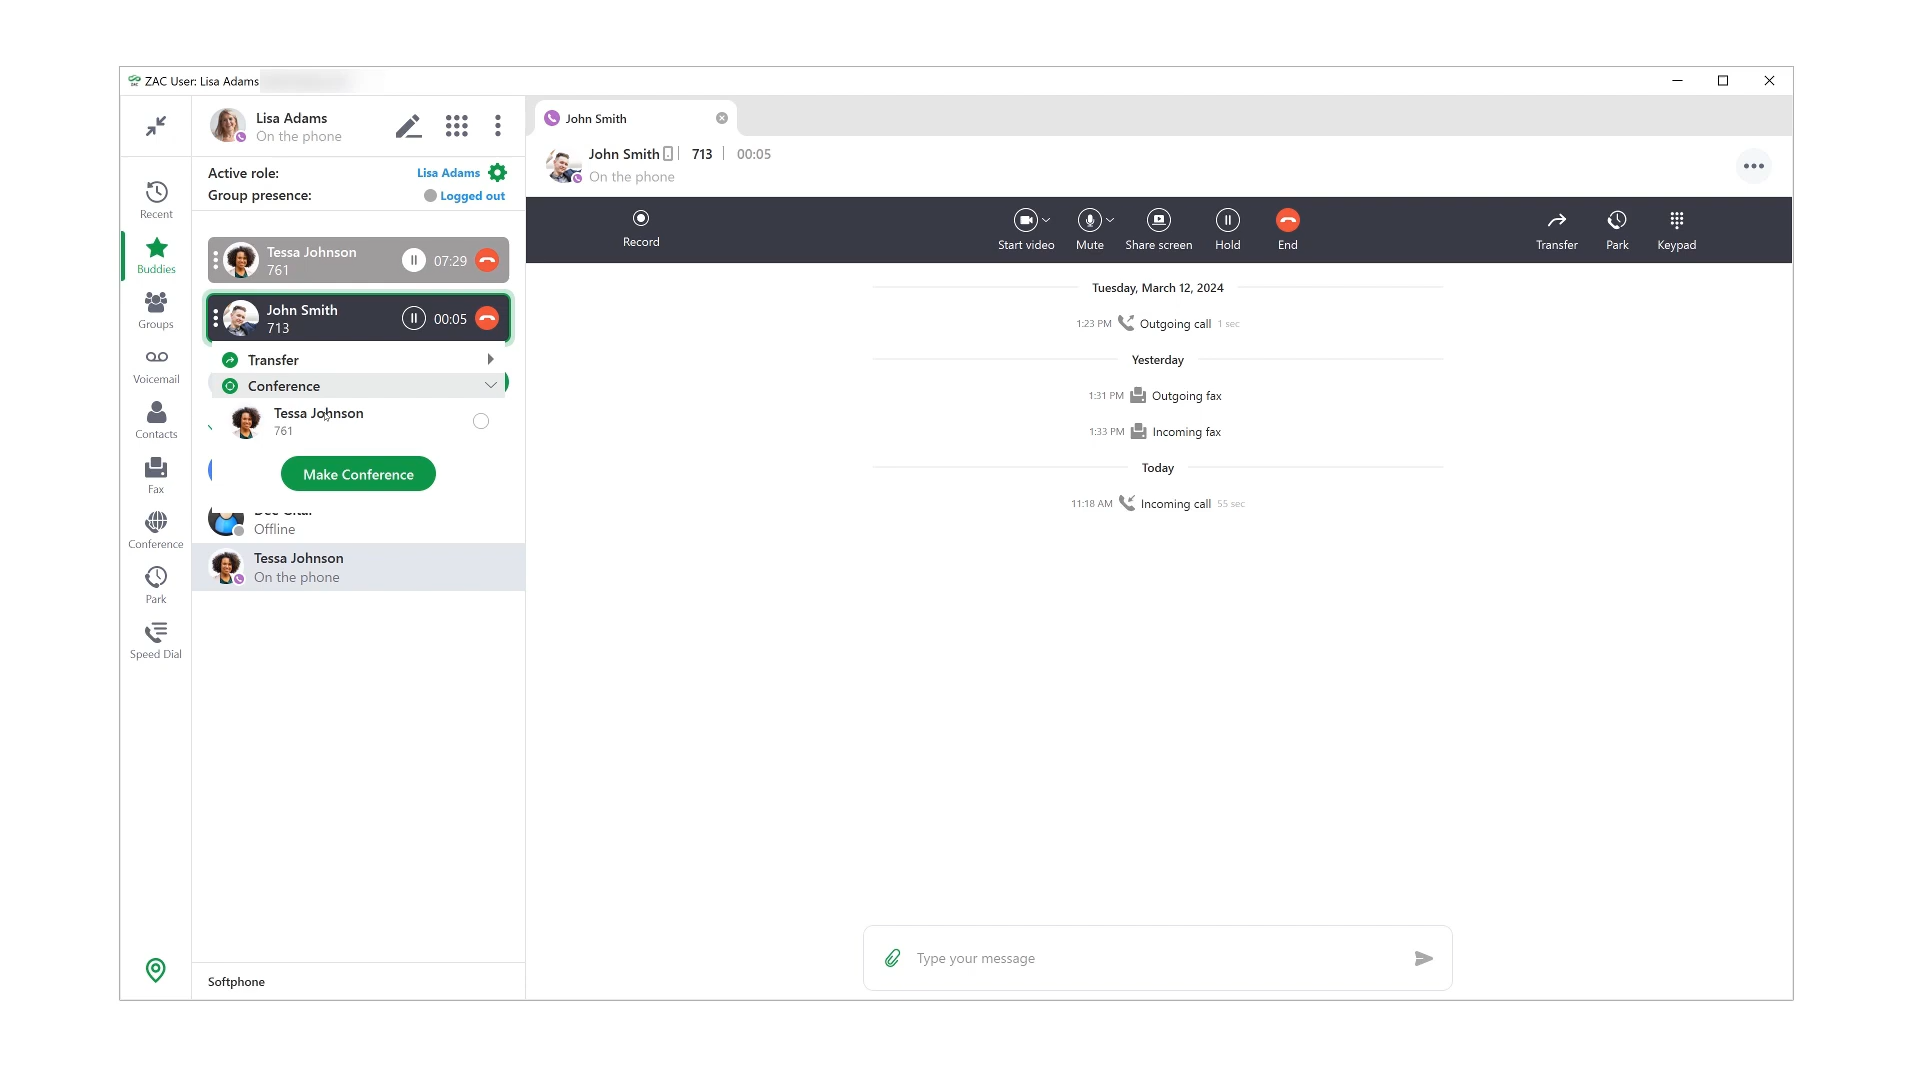 ZAC User: Lisa Adams
Lisa Adams
On the phone
Active role:
Lisa Adams
Group presence:
Logged out
Recent
Buddies
Groups
Voicemail
Contacts
Fax
Conference
Park
Speed Dial
Tessa Johnson
761
07:29
John Smith
713
00:05
Transfer
Conference
Tessa Johnson
761
Make Conference
Offline
Tessa Johnson
On the phone
Softphone
John Smith
John Smith 713 00:05
On the phone
Record
Start video
Mute
Share screen
Hold
End
Transfer
Park
Keypad
Tuesday, March 12, 2024
1:23 PM Outgoing call 1 sec
Yesterday
1:31 PM Outgoing fax
1:33 PM Incoming fax
Today
11:18 AM Incoming call 55 sec
Type your message